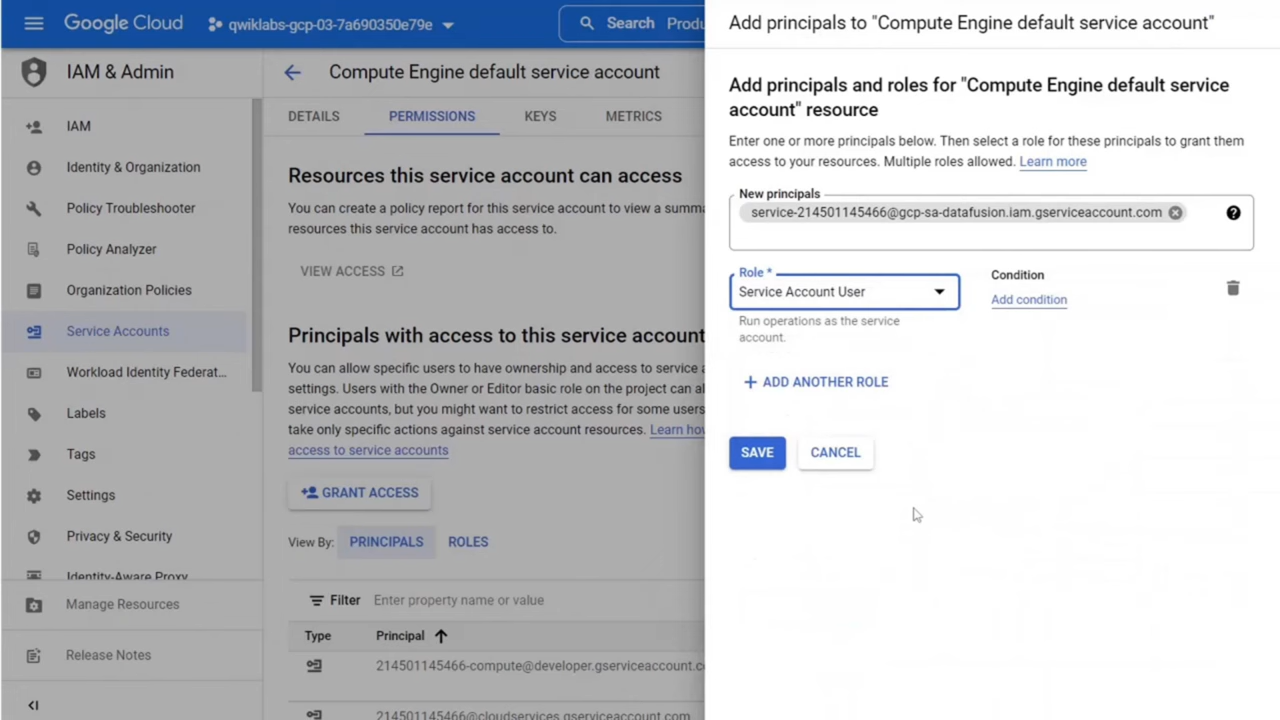 Google Cloud
qwiklabs-gcp-03-7a690350e79e
Search Produ
IAM & Admin
IAM
Identity & Organization
Policy Troubleshooter
Policy Analyzer
Organization Policies
Service Accounts
Workload Identity Federat...
Labels
Tags
Settings
Privacy & Security
Identity-Aware Proxy
Manage Resources
Release Notes
Compute Engine default service account
DETAILS
PERMISSIONS
KEYS
METRICS
Resources this service account can access
You can create a policy report for this service account to view a summa
resources this service account has access to.
VIEW ACCESS
Principals with access to this service account
You can allow specific users to have ownership and access to service a
settings. Users with the Owner or Editor basic role on the project can al
service accounts, but you might want to restrict access for some users
take only specific actions against service account resources. Learn how
access to service accounts
GRANT ACCESS
View By: PRINCIPALS ROLES
Filter Enter property name or value
Type Principal
214501145466-compute@developer.gserviceaccount.c
214501145466@cloudservices.gserviceaccount.com
Add principals to "Compute Engine default service account"
Add principals and roles for "Compute Engine default service
account" resource
Enter one or more principals below. Then select a role for these principals to grant them
access to your resources. Multiple roles allowed. Learn more
New principals
service-214501145466@gcp-sa-datafusion.iam.gserviceaccount.com
Role *
Service Account User
Run operations as the service
account.
Condition
Add condition
ADD ANOTHER ROLE
SAVE
CANCEL